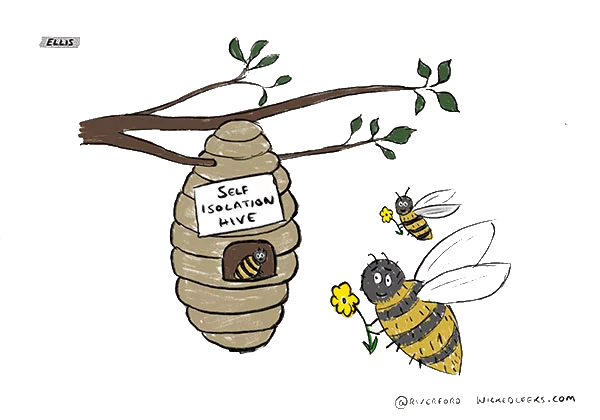 ELLIS
SELF
ISOLATION
HIVE
@RIVERFORD WICKEDLEEKS.COM